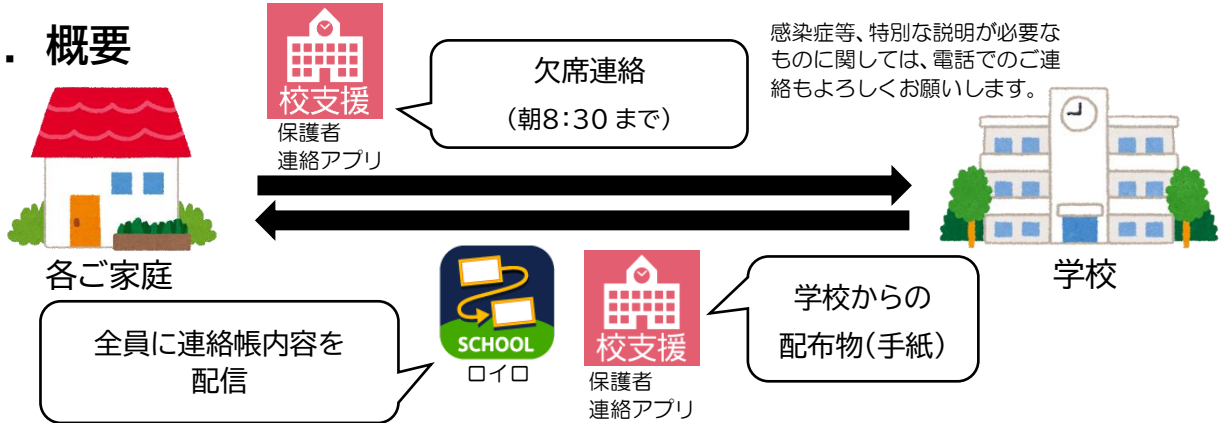 . 概要
校支援
保護者
連絡アプリ
欠席連絡
(朝8:30 まで)
感染症等、特別な説明が必要な
ものに関しては、電話でのご連
絡もよろしくお願いします。
各ご家庭
学校
全員に連絡帳内容を
配信
SCHOOL
ロイロ
校支援
保護者
連絡アプリ
学校からの
配布物(手紙)